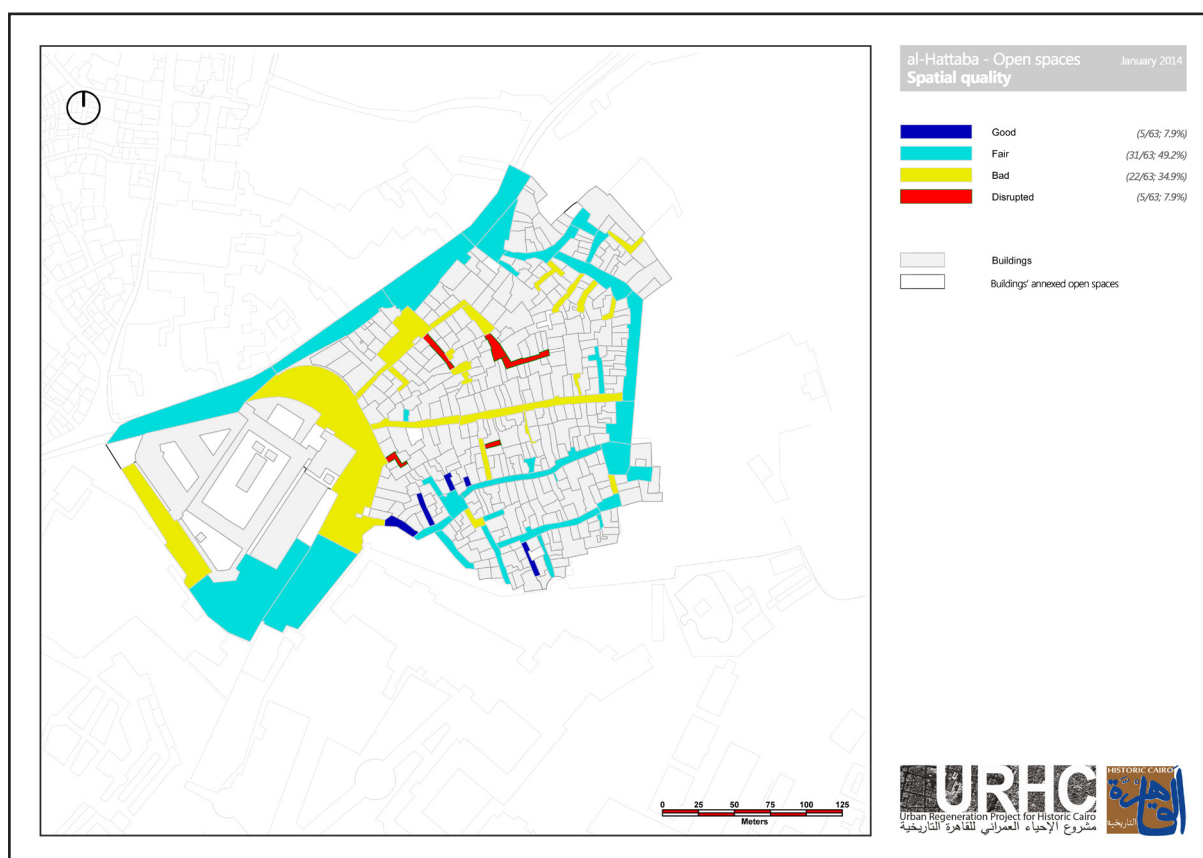 al-Hattaba - Open spaces January 2014
Spatial quality
Good (5/63; 7.9%)
Fair (31/63; 49.2%)
Bad (22/63; 34.9%)
Disrupted (5/63; 7.9%)
Buildings
Buildings' annexed open spaces
0 25 50 75 100 125
Meters
URHC
Urban Regeneration Project for Historic Cairo
مشروع الإحياء العمراني للقاهرة التاريخية
HISTORIC CAIRO
القاهرة
التاريخية